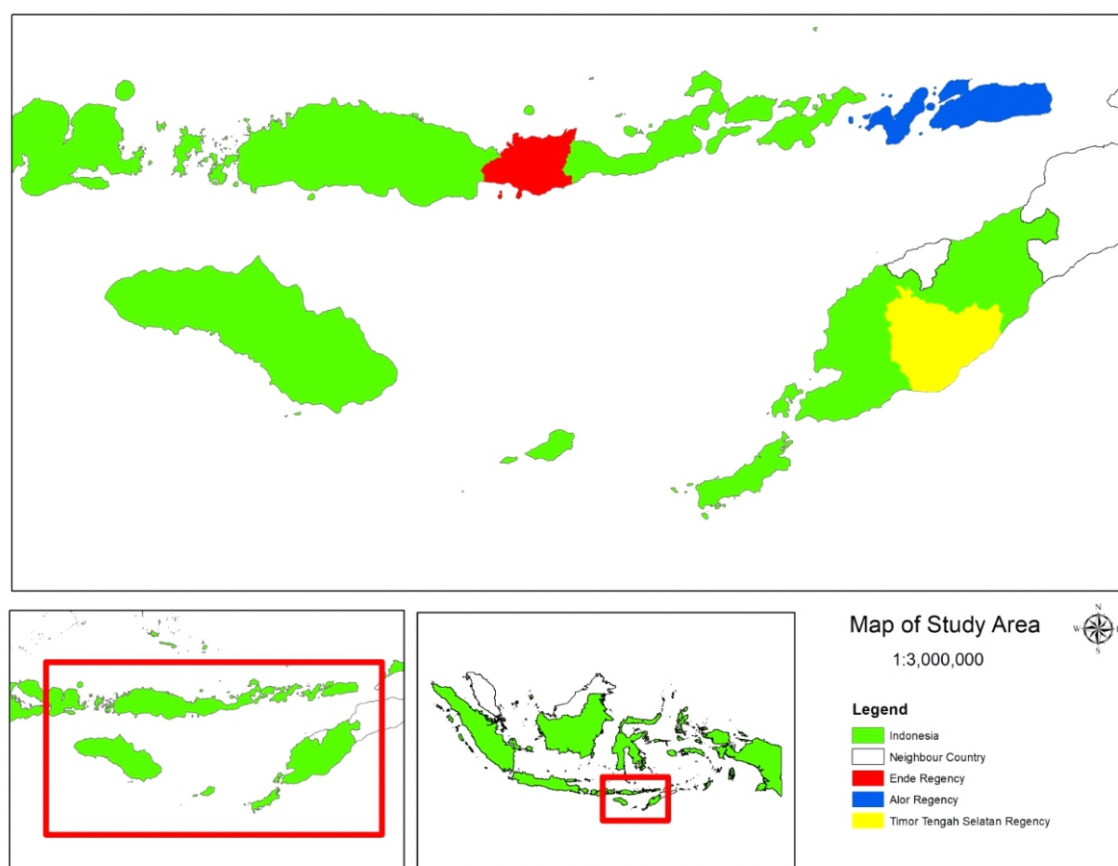 Map of Study Area
N
W
S
1:3,000,000
Legend
Indonesia
Neighbour Country
Ende Regency
Alor Regency
Timor Tengah Selatan Regency